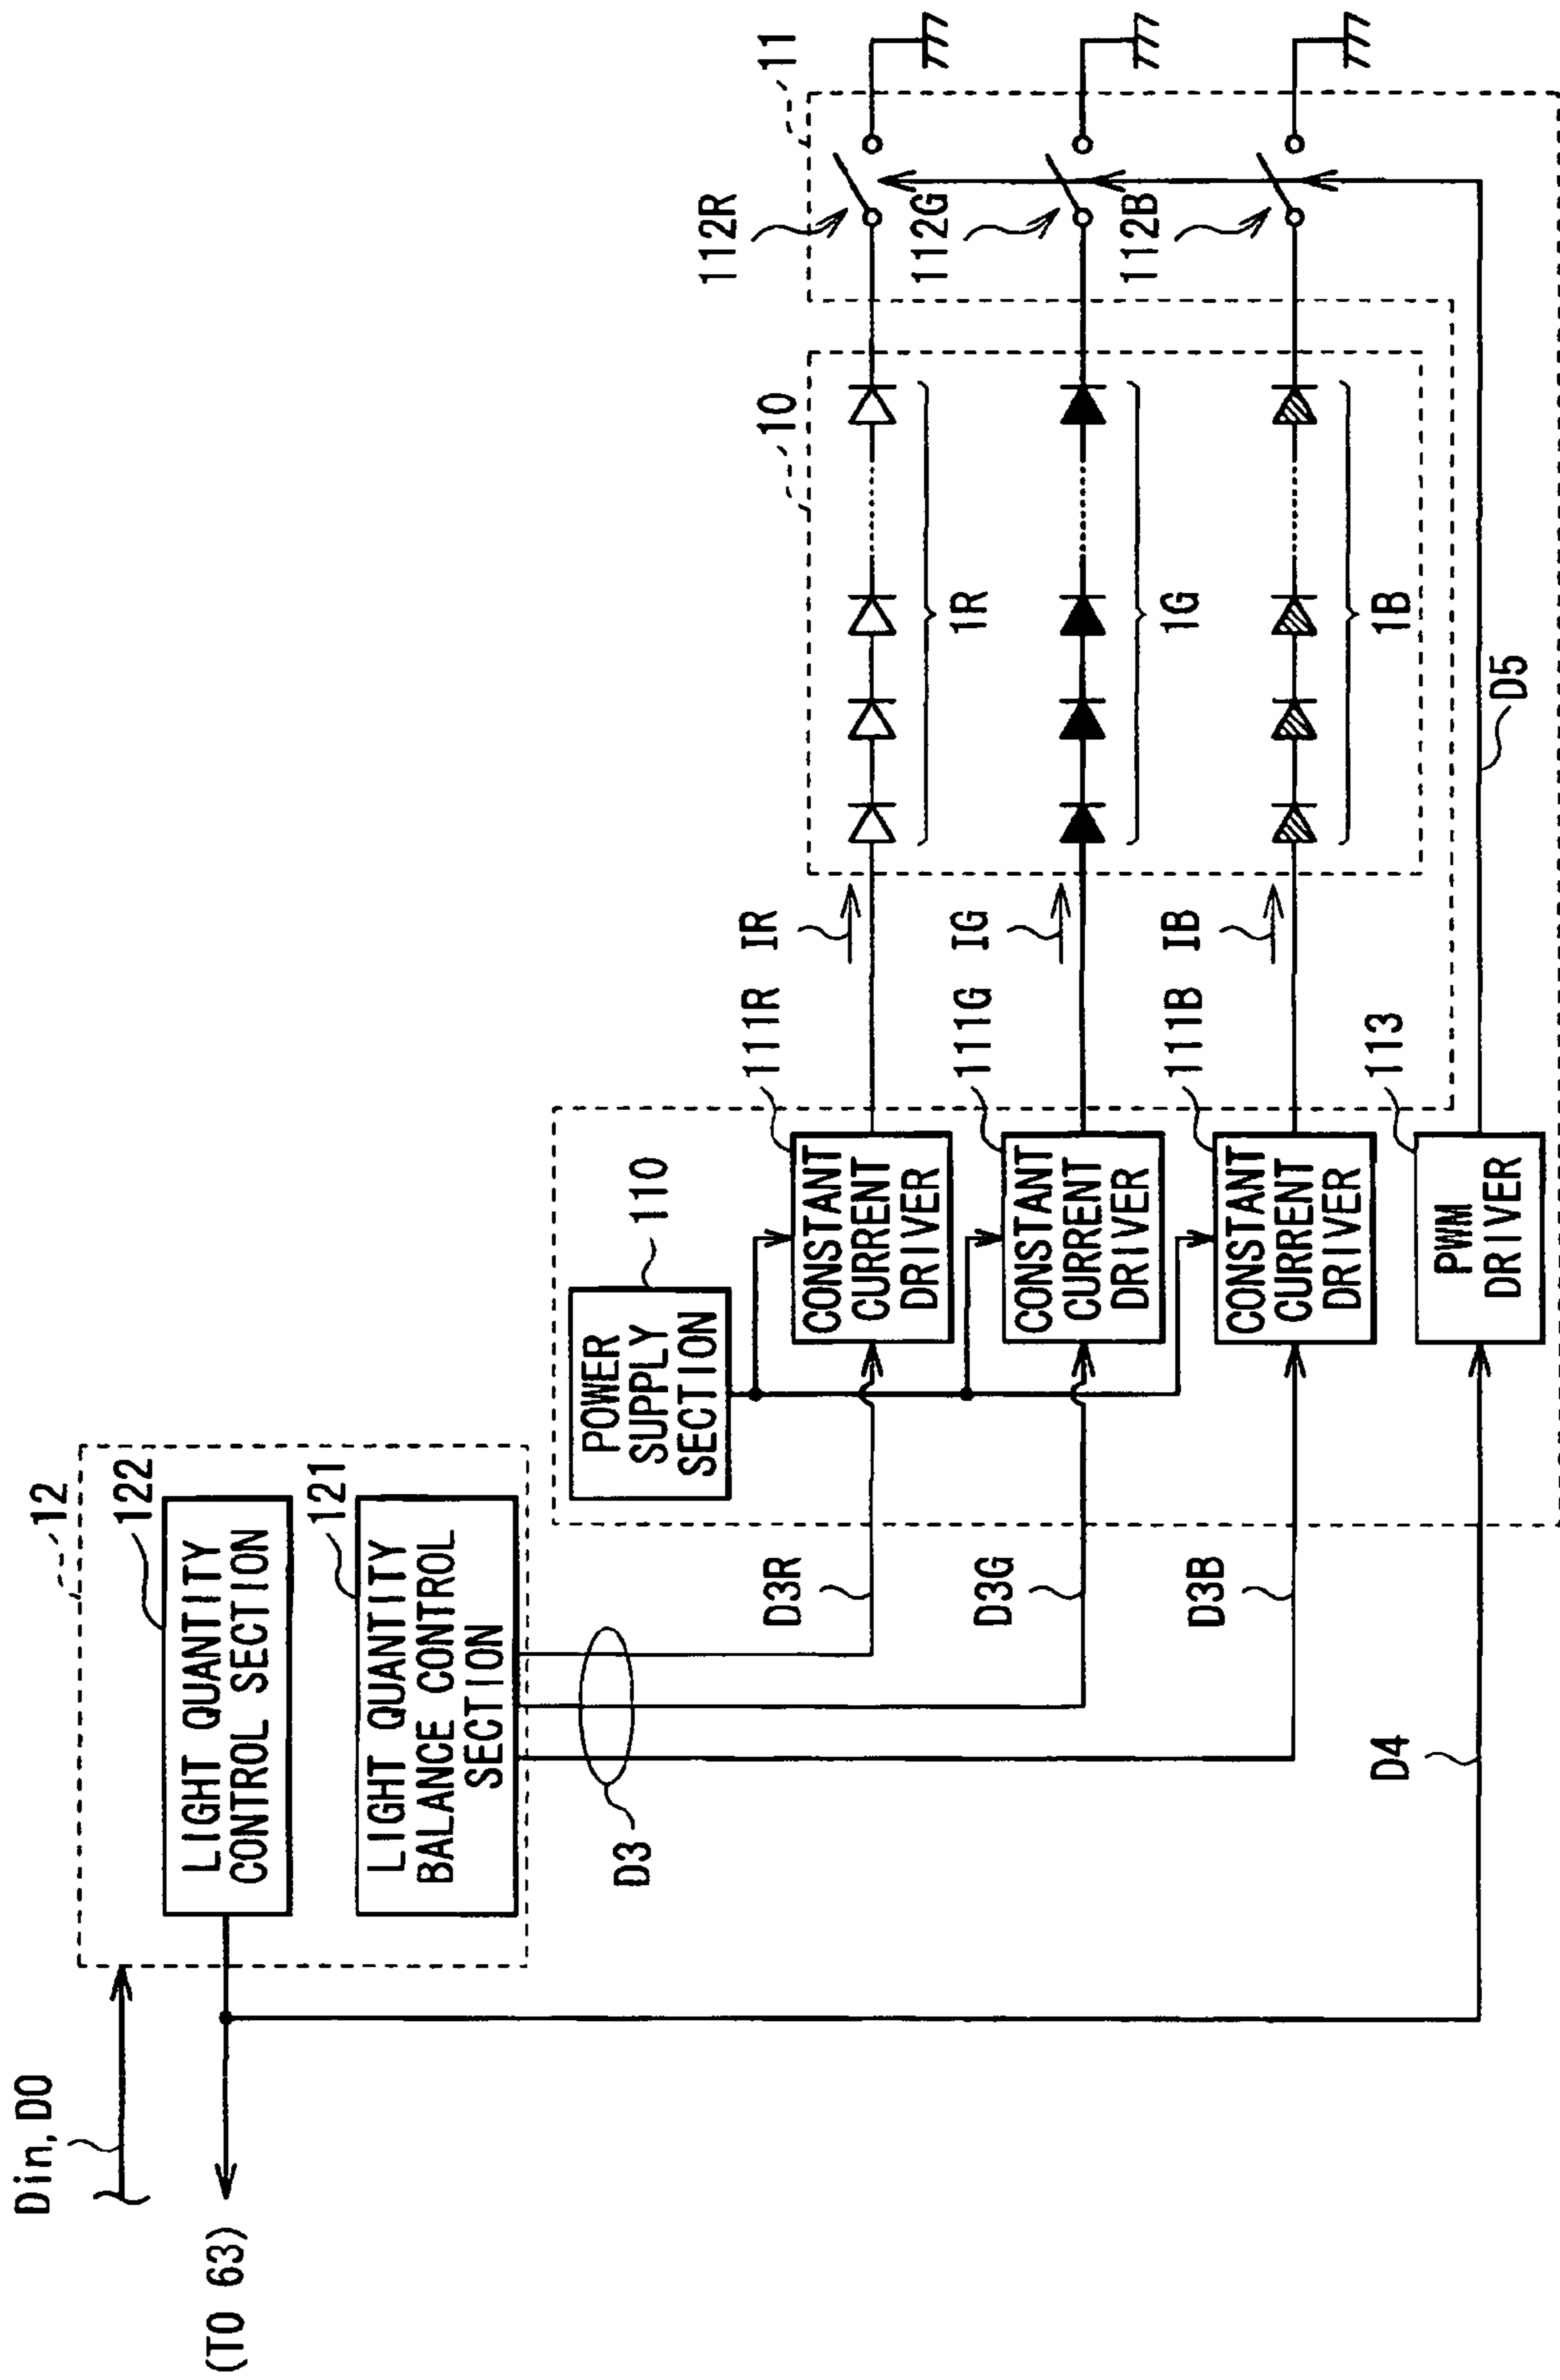 Din, D0
(TO 63)
12
122
LIGHT QUANTITY
CONTROL SECTION
121
LIGHT QUANTITY
BALANCE CONTROL
SECTION
D3
D3R
D3G
D3B
D4
110
POWER
SUPPLY
SECTION
111R
CONSTANT
CURRENT
DRIVER
111G
CONSTANT
CURRENT
DRIVER
111B
CONSTANT
CURRENT
DRIVER
113
PWM
DRIVER
IR
IG
IB
10
1R
1G
1B
D5
11
112R
112G
112B